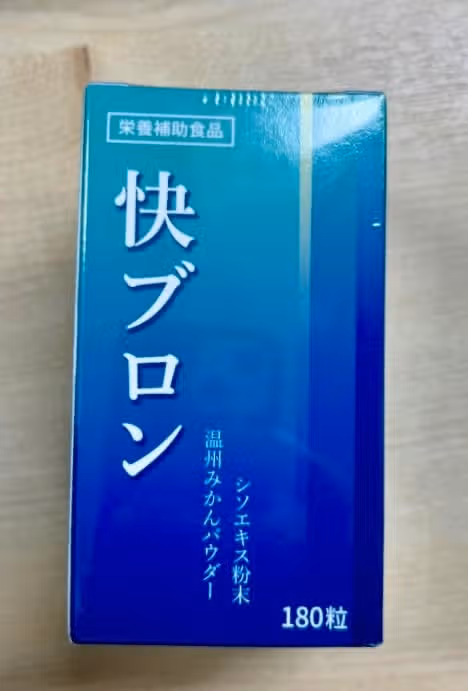 栄養補助食品
快ブロン
シソエキス粉末
温州みかんパウダー
180粒